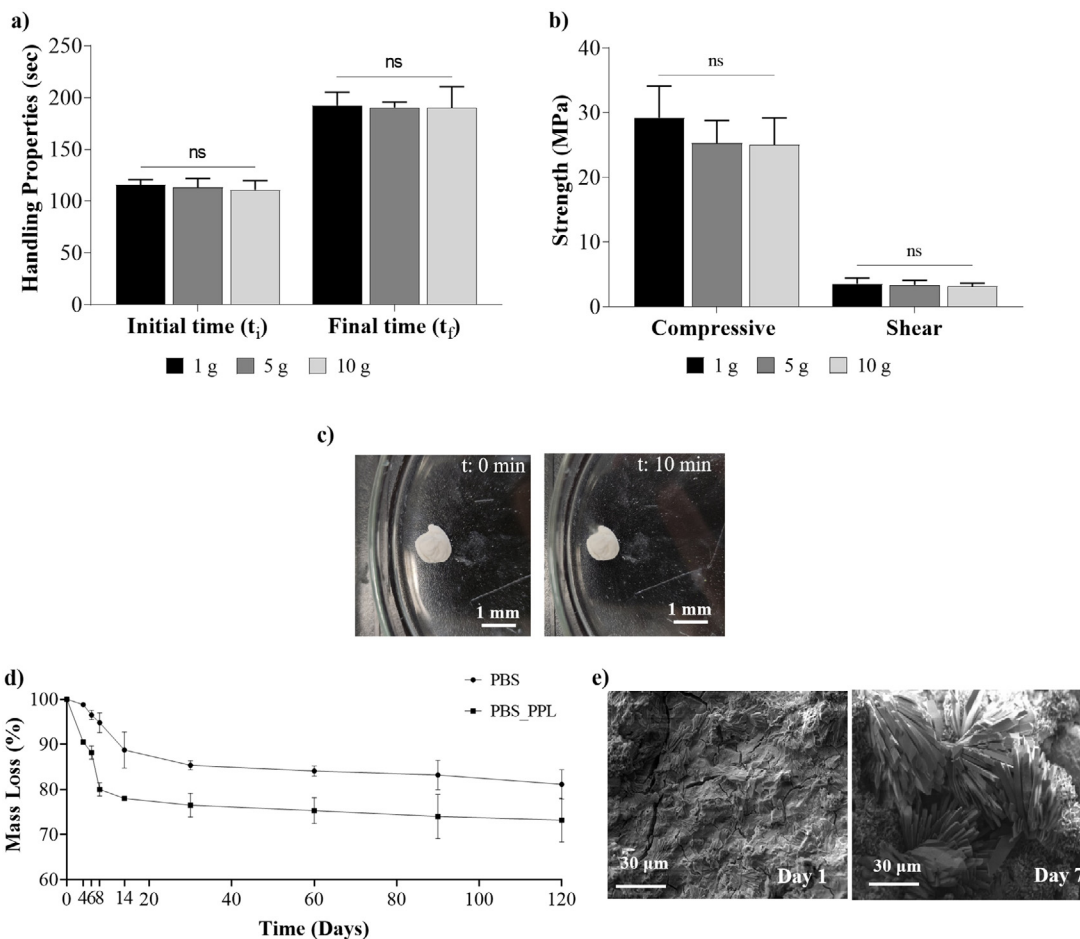 a)
Handling Properties (sec)
250
200
150
100
50
0
ns
ns
Initial time (tᵢ)
Final time (t_f)
1 g
5 g
10 g
b)
Strength (MPa)
40
30
20
10
0
ns
ns
Compressive
Shear
1 g
5 g
10 g
c)
t: 0 min
1 mm
t: 10 min
1 mm
d)
Mass Loss (%)
100
90
80
70
60
PBS
PBS_PPL
0 4 6 8 14 20 40 60 80 100 120
Time (Days)
e)
30 µm
Day 1
30 µm
Day 7